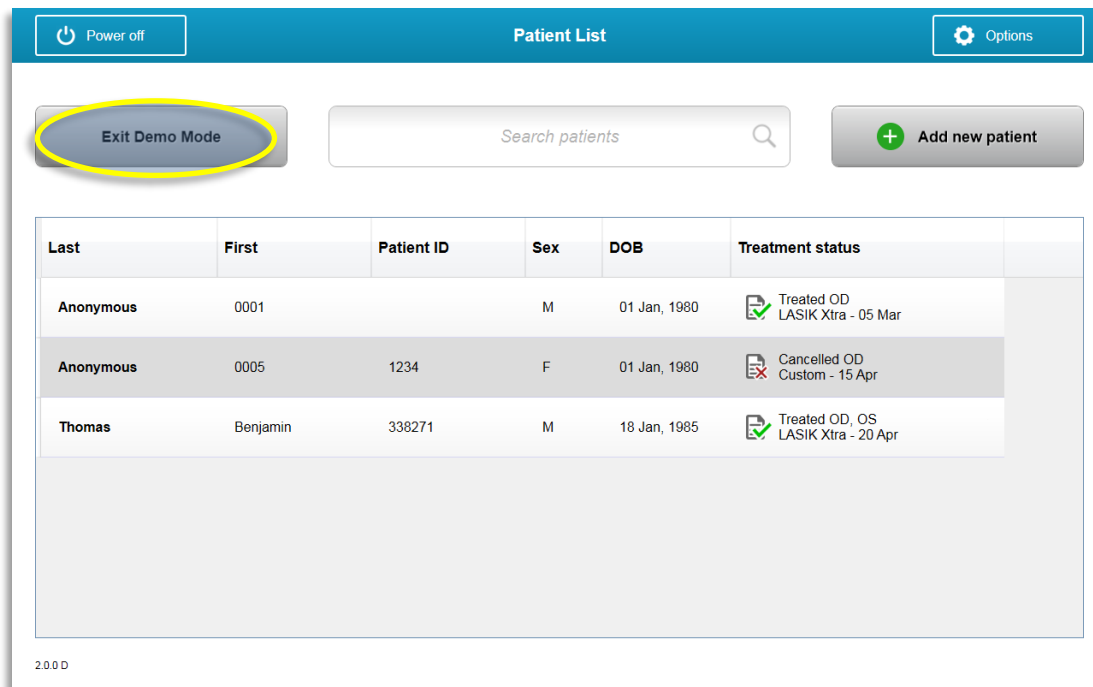 Power off
Patient List
Options
Exit Demo Mode
Search patients
Add new patient
Last First Patient ID Sex DOB Treatment status
Anonymous 0001 M 01 Jan, 1980 Treated OD
LASIK Xtra - 05 Mar
Anonymous 0005 1234 F 01 Jan, 1980 Cancelled OD
Custom - 15 Apr
Thomas Benjamin 338271 M 18 Jan, 1985 Treated OD, OS
LASIK Xtra - 20 Apr
2.0.0 D